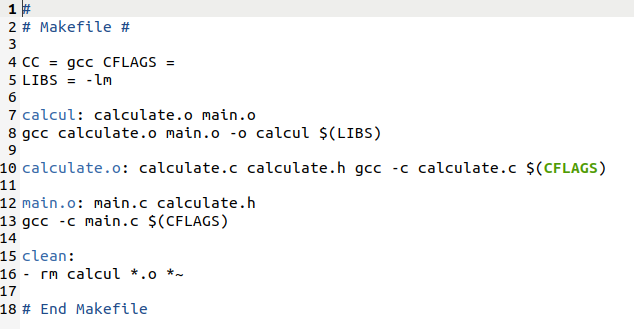 1 #
2 # Makefile #
3
4 CC = gcc CFLAGS =
5 LIBS = -lm
6
7 calcul: calculate.o main.o
8 gcc calculate.o main.o -o calcul $(LIBS)
9
10 calculate.o: calculate.c calculate.h gcc -c calculate.c $(CFLAGS)
11
12 main.o: main.c calculate.h
13 gcc -c main.c $(CFLAGS)
14
15 clean:
16 - rm calcul *.o *~
17
18 # End Makefile